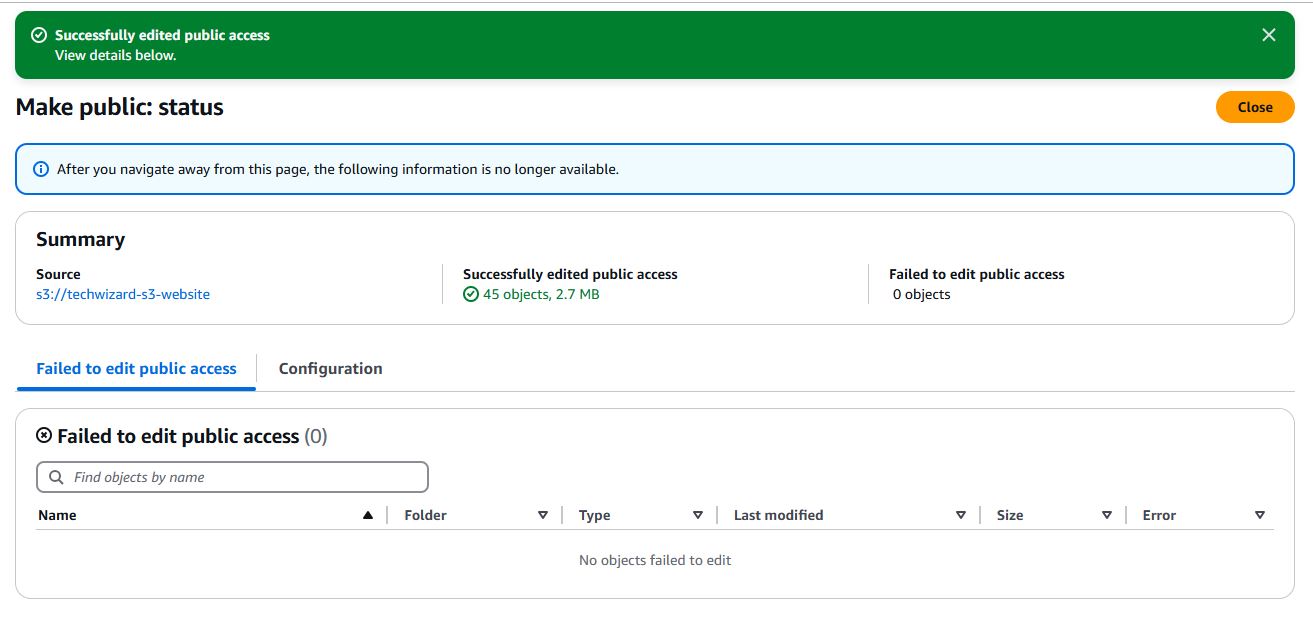 Successfully edited public access
View details below.
Make public: status
Close
After you navigate away from this page, the following information is no longer available.
Summary
Source
s3://techwizard-s3-website
Successfully edited public access
45 objects, 2.7 MB
Failed to edit public access
0 objects
Failed to edit public access
Configuration
Failed to edit public access (0)
Find objects by name
Name Folder Type Last modified Size Error
No objects failed to edit